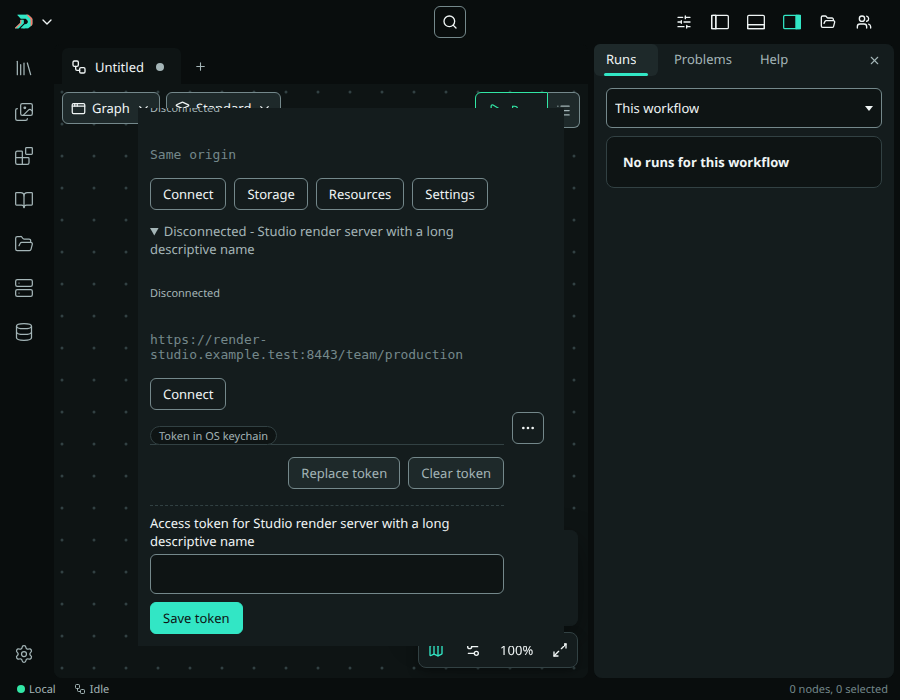 Untitled
Runs
Problems
Help
Graph
Standard
This workflow
No runs for this workflow
Disconnected
Same origin
Connect
Storage
Resources
Settings
Disconnected - Studio render server with a long
descriptive name
Disconnected
https://render-
studio.example.test:8443/team/production
Connect
Token in OS keychain
Replace token
Clear token
Access token for Studio render server with a long
descriptive name
Save token
100%
Local
Idle
0 nodes, 0 selected